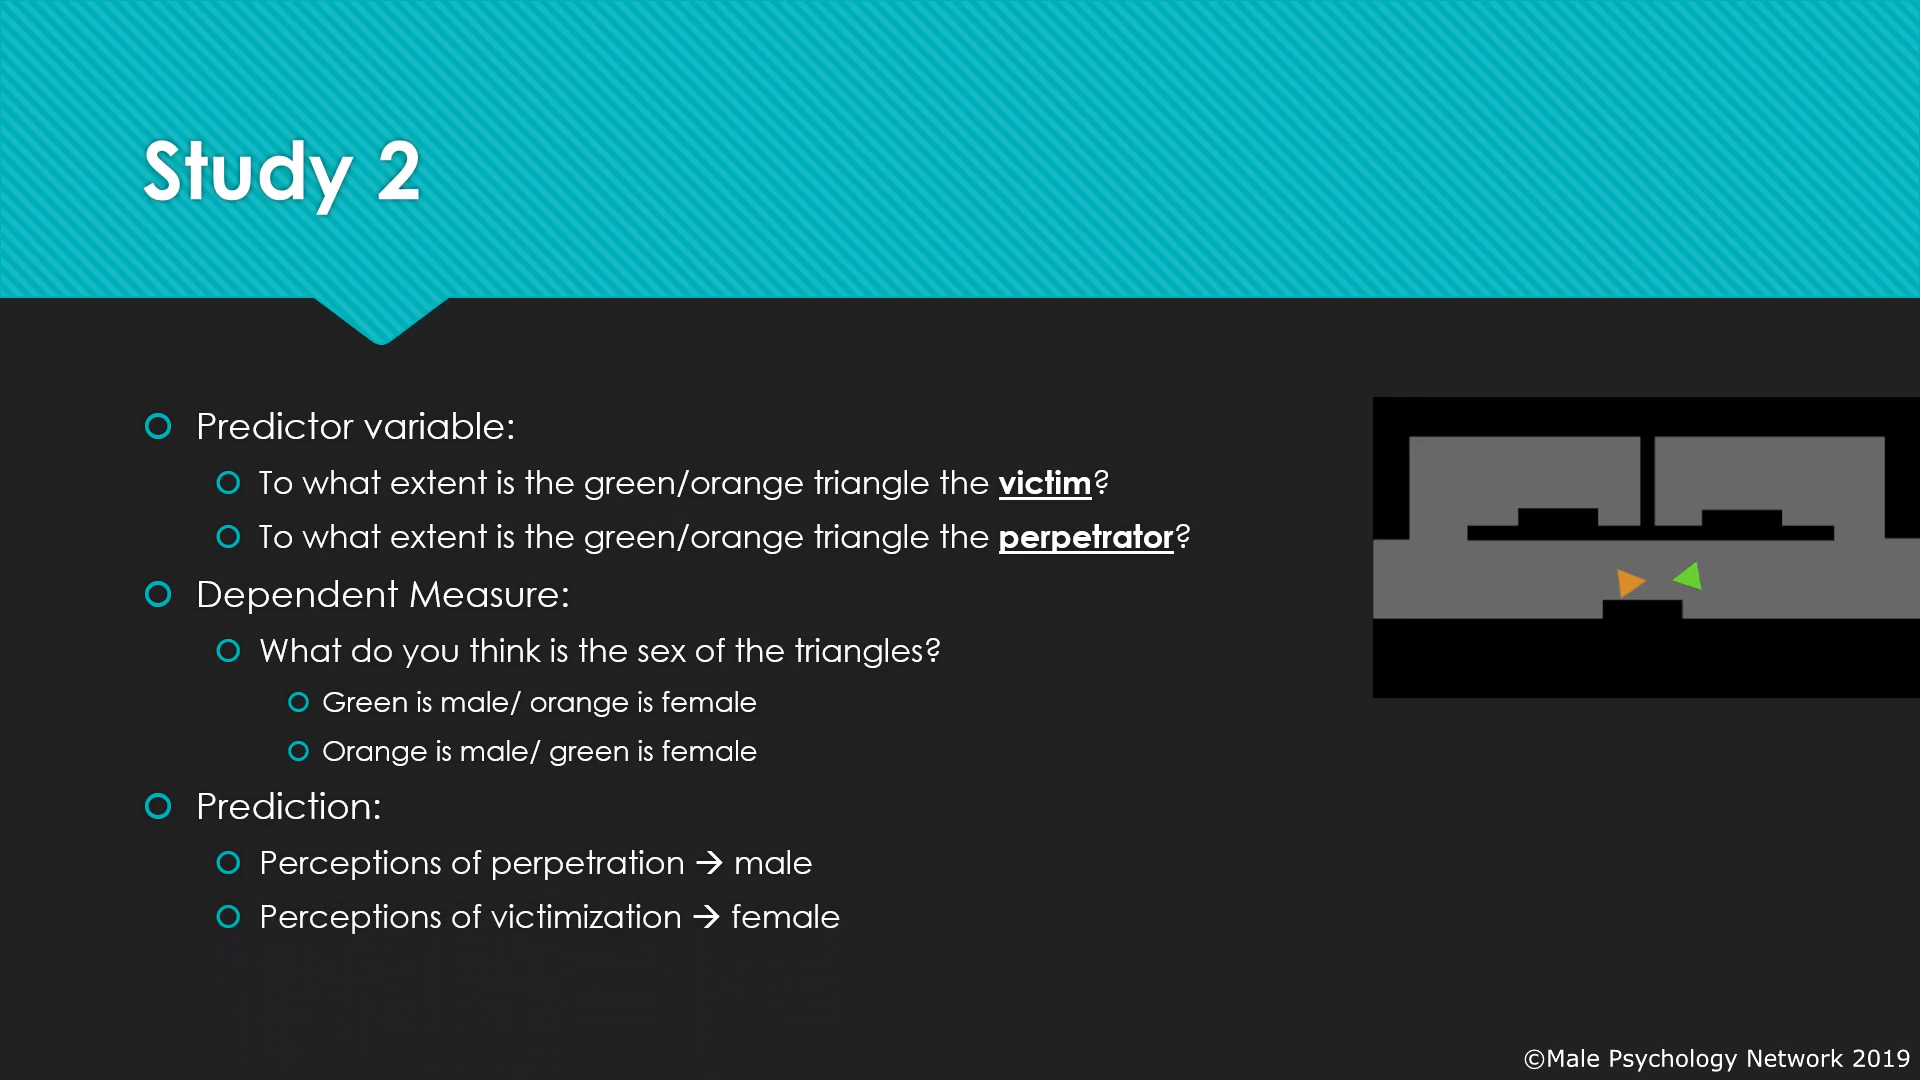 Study 2
Predictor variable:
To what extent is the green/orange triangle the victim?
To what extent is the green/orange triangle the perpetrator?
Dependent Measure:
What do you think is the sex of the triangles?
Green is male/ orange is female
Orange is male/ green is female
Prediction:
Perceptions of perpetration → male
Perceptions of victimization → female
©Male Psychology Network 2019